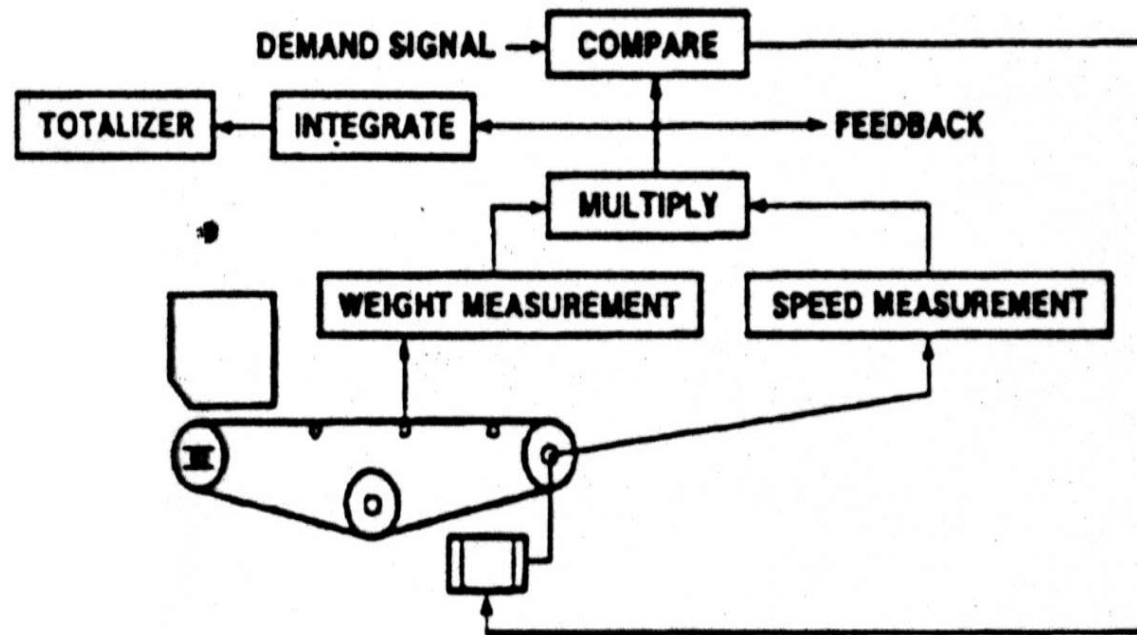 DEMAND SIGNAL
COMPARE
TOTALIZER
INTEGRATE
FEEDBACK
MULTIPLY
WEIGHT MEASUREMENT
SPEED MEASUREMENT